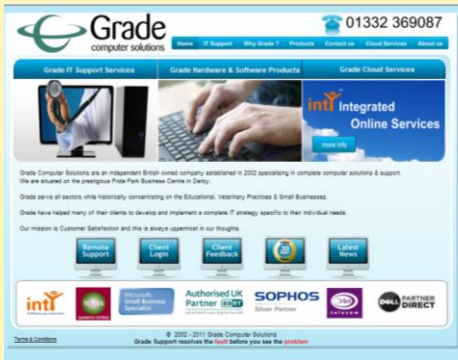 Grade
computer solutions
01332 369087
Home IT Support Why Grade ? Products Contact us Cloud Services About us
Grade IT Support Services
Grade Hardware & Software Products
Grade Cloud Services
inti Integrated
Online Services
more info
Grade Computer Solutions are an independent British owned company established in 2002 specialising in complete computer solutions & support.
We are situated on the prestigious Pride Park Business Centre in Derby.
Grade serve all sectors while historically concentrating on the Educational, Veterinary Practices & Small Businesses.
Grade have helped many of their clients to develop and implement a complete IT strategy specific to their individual needs.
Our mission is Customer Satisfaction and this is always uppermost in our thoughts.
Remote
Support
Client
Login
Client
Feedback
Latest
News
inti
Microsoft
Small Business
Specialist
Authorised UK
Partner eset
SOPHOS
Silver Partner
telecom
DELL PARTNER
DIRECT
Terms & Conditions
© 2002 - 2011 Grade Computer Solutions
Grade Support resolves the fault before you see the problem